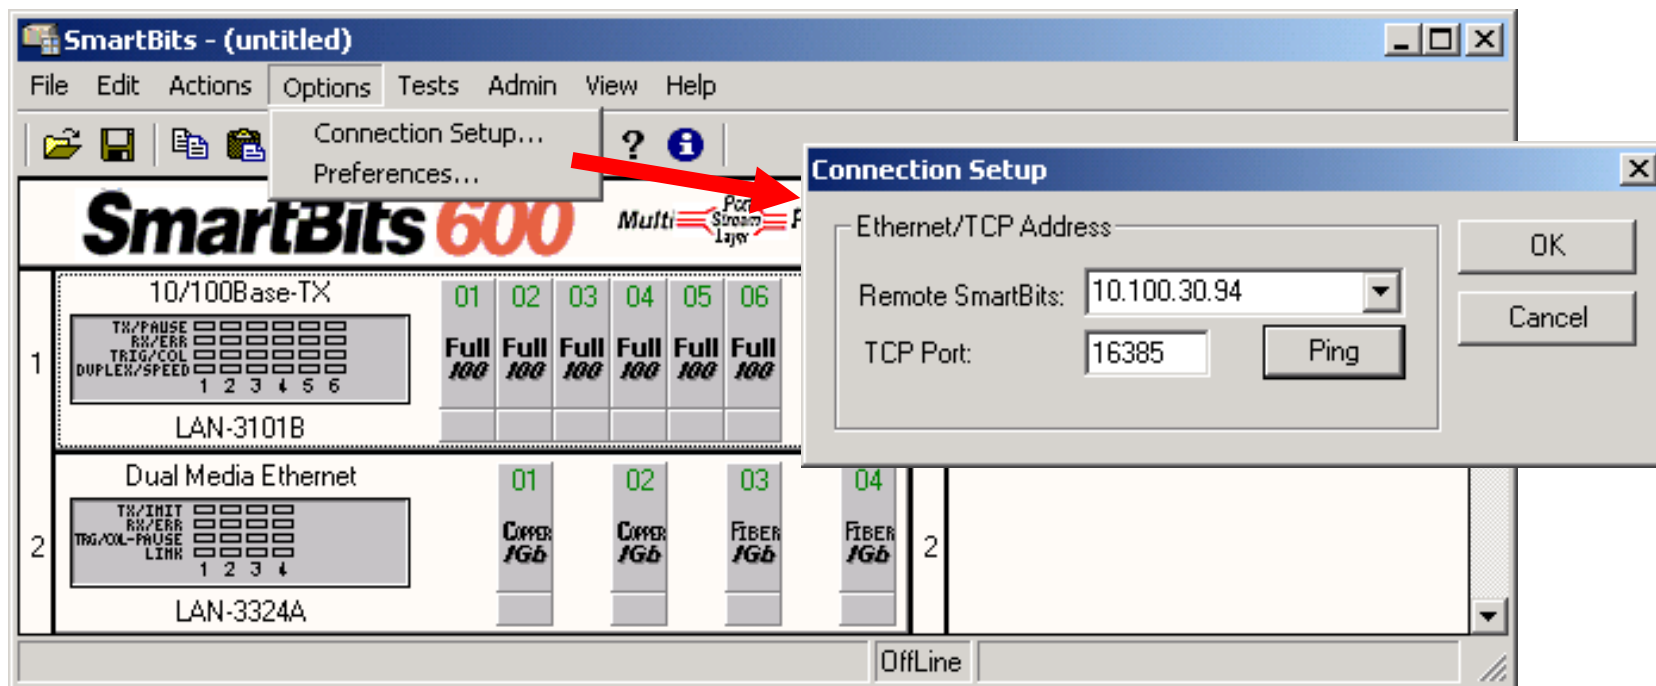 SmartBits - (untitled)
File Edit Actions Options Tests Admin View Help
Connection Setup...
Preferences...
?
SmartBits 600
Multi Port Stream Layer
Connection Setup
Ethernet/TCP Address
Remote SmartBits: 10.100.30.94
TCP Port: 16385
Ping
OK
Cancel
1
10/100Base-TX
TX/PAUSE
RX/ERR
TRIG/COL
DUPLEX/SPEED
1 2 3 4 5 6
LAN-3101B
01 02 03 04 05 06
Full Full Full Full Full Full
100 100 100 100 100 100
2
Dual Media Ethernet
TX/INIT
RX/ERR
TRG/COL-PAUSE
LINK
1 2 3 4
LAN-3324A
01 02 03 04
COPPER COPPER FIBER FIBER
1Gb 1Gb 1Gb 1Gb
2
OffLine